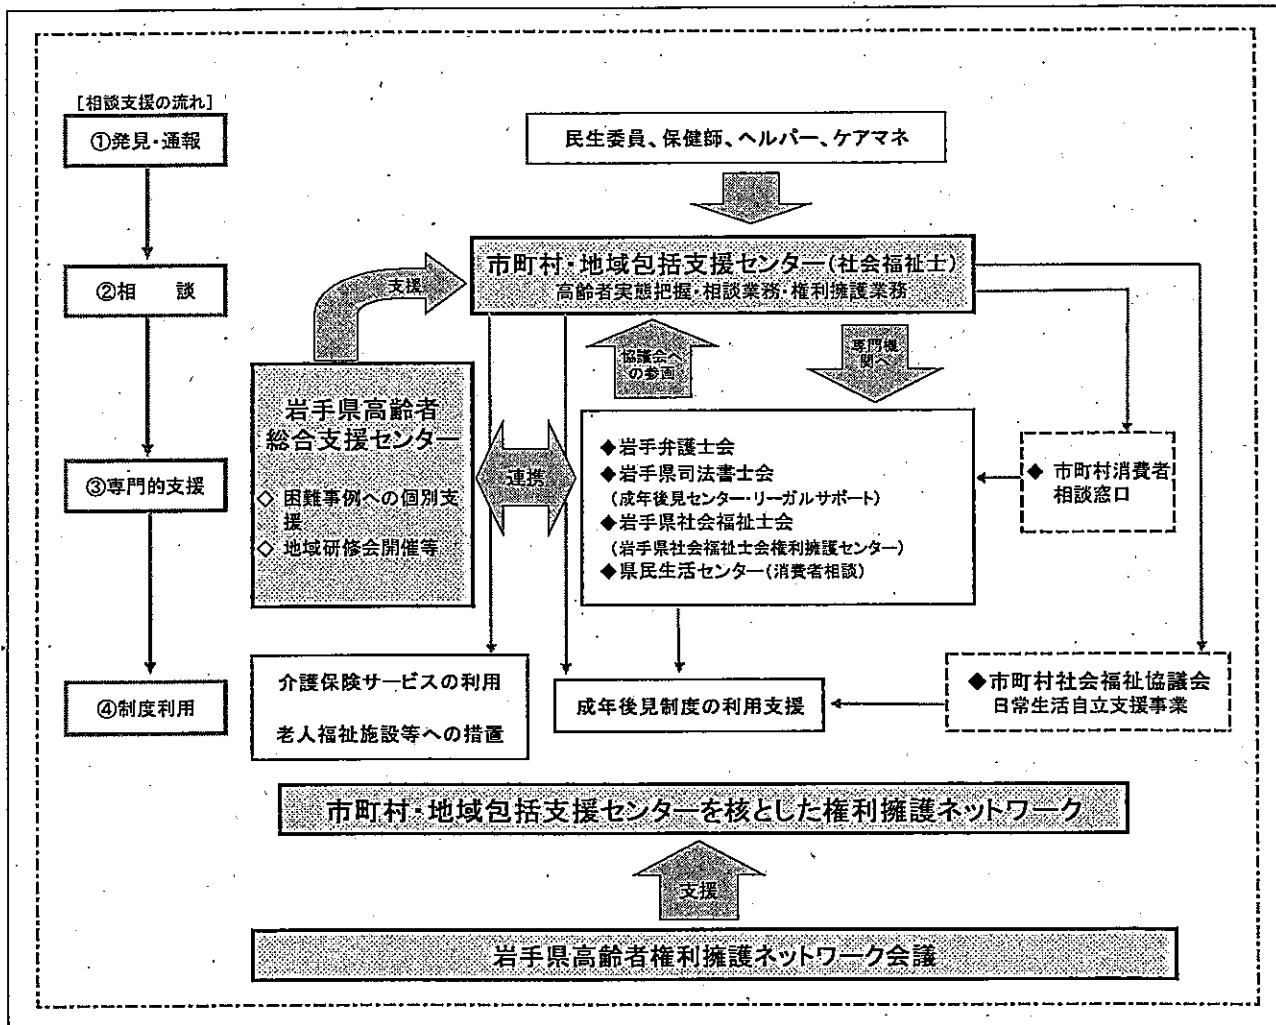 [相談支援の流れ]
①発見・通報
②相　談
③専門的支援
④制度利用
民生委員、保健師、ヘルパー、ケアマネ
市町村・地域包括支援センター(社会福祉士)
高齢者実態把握・相談業務・権利擁護業務
支援
協議会へ
の参画
専門機
関へ
岩手県高齢者
総合支援センター
◇ 困難事例への個別支
援
◇ 地域研修会開催等
連携
◆岩手弁護士会
◆岩手県司法書士会
(成年後見センター・リーガルサポート)
◆岩手県社会福祉士会
(岩手県社会福祉士会権利擁護センター)
◆県民生活センター(消費者相談)
◆ 市町村消費者
相談窓口
介護保険サービスの利用
老人福祉施設等への措置
成年後見制度の利用支援
◆市町村社会福祉協議会
日常生活自立支援事業
市町村・地域包括支援センターを核とした権利擁護ネットワーク
支援
岩手県高齢者権利擁護ネットワーク会議